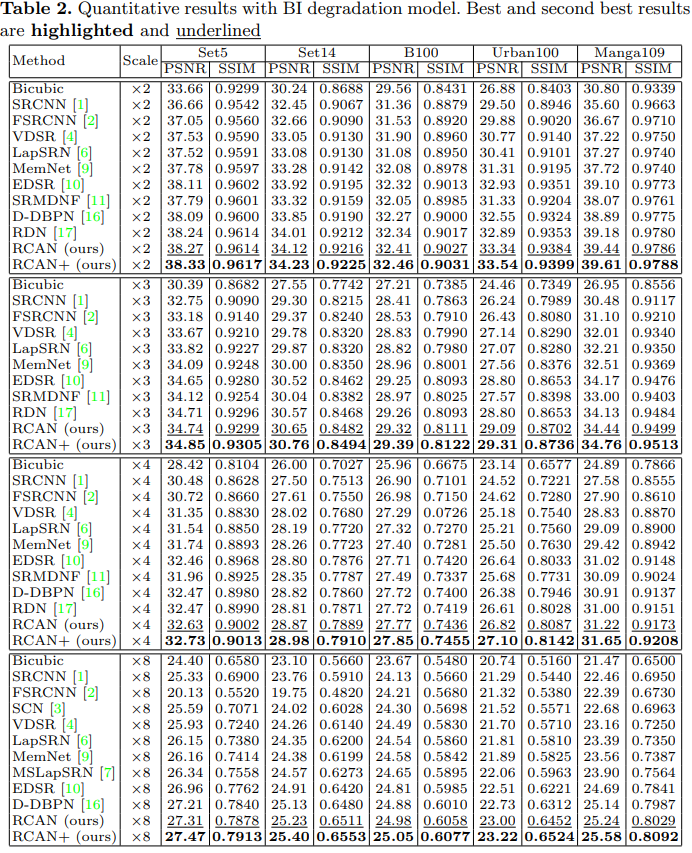 Table 2. Quantitative results with BI degradation model. Best and second best results
are highlighted and underlined
Method Scale Set5 Set14 B100 Urban100 Manga109
PSNR SSIM PSNR SSIM PSNR SSIM PSNR SSIM PSNR SSIM
Bicubic ×2 33.66 0.9299 30.24 0.8688 29.56 0.8431 26.88 0.8403 30.80 0.9339
SRCNN [1] ×2 36.66 0.9542 32.45 0.9067 31.36 0.8879 29.50 0.8946 35.60 0.9663
FSRCNN [2] ×2 37.05 0.9560 32.66 0.9090 31.53 0.8920 29.88 0.9020 36.67 0.9710
VDSR [4] ×2 37.53 0.9590 33.05 0.9130 31.90 0.8960 30.77 0.9140 37.22 0.9750
LapSRN [6] ×2 37.52 0.9591 33.08 0.9130 31.08 0.8950 30.41 0.9101 37.27 0.9740
MemNet [9] ×2 37.78 0.9597 33.28 0.9142 32.08 0.8978 31.31 0.9195 37.72 0.9740
EDSR [10] ×2 38.11 0.9602 33.92 0.9195 32.32 0.9013 32.93 0.9351 39.10 0.9773
SRMDNF [11] ×2 37.79 0.9601 33.32 0.9159 32.05 0.8985 31.33 0.9204 38.07 0.9761
D-DBPN [16] ×2 38.09 0.9600 33.85 0.9190 32.27 0.9000 32.55 0.9324 38.89 0.9775
RDN [17] ×2 38.24 0.9614 34.01 0.9212 32.34 0.9017 32.89 0.9353 39.18 0.9780
RCAN (ours) ×2 38.27 0.9614 34.12 0.9216 32.41 0.9027 33.34 0.9384 39.44 0.9786
RCAN+ (ours) ×2 38.33 0.9617 34.23 0.9225 32.46 0.9031 33.54 0.9399 39.61 0.9788
Bicubic ×3 30.39 0.8682 27.55 0.7742 27.21 0.7385 24.46 0.7349 26.95 0.8556
SRCNN [1] ×3 32.75 0.9090 29.30 0.8215 28.41 0.7863 26.24 0.7989 30.48 0.9117
FSRCNN [2] ×3 33.18 0.9140 29.37 0.8240 28.53 0.7910 26.43 0.8080 31.10 0.9210
VDSR [4] ×3 33.67 0.9210 29.78 0.8320 28.83 0.7990 27.14 0.8290 32.01 0.9340
LapSRN [6] ×3 33.82 0.9227 29.87 0.8320 28.82 0.7980 27.07 0.8280 32.21 0.9350
MemNet [9] ×3 34.09 0.9248 30.00 0.8350 28.96 0.8001 27.56 0.8376 32.51 0.9369
EDSR [10] ×3 34.65 0.9280 30.52 0.8462 29.25 0.8093 28.80 0.8653 34.17 0.9476
SRMDNF [11] ×3 34.12 0.9254 30.04 0.8382 28.97 0.8025 27.57 0.8398 33.00 0.9403
RDN [17] ×3 34.71 0.9296 30.57 0.8468 29.26 0.8093 28.80 0.8653 34.13 0.9484
RCAN (ours) ×3 34.74 0.9299 30.65 0.8482 29.32 0.8111 29.09 0.8702 34.44 0.9499
RCAN+ (ours) ×3 34.85 0.9305 30.76 0.8494 29.39 0.8122 29.31 0.8736 34.76 0.9513
Bicubic ×4 28.42 0.8104 26.00 0.7027 25.96 0.6675 23.14 0.6577 24.89 0.7866
SRCNN [1] ×4 30.48 0.8628 27.50 0.7513 26.90 0.7101 24.52 0.7221 27.58 0.8555
FSRCNN [2] ×4 30.72 0.8660 27.61 0.7550 26.98 0.7150 24.62 0.7280 27.90 0.8610
VDSR [4] ×4 31.35 0.8830 28.02 0.7680 27.29 0.0726 25.18 0.7540 28.83 0.8870
LapSRN [6] ×4 31.54 0.8850 28.19 0.7720 27.32 0.7270 25.21 0.7560 29.09 0.8900
MemNet [9] ×4 31.74 0.8893 28.26 0.7723 27.40 0.7281 25.50 0.7630 29.42 0.8942
EDSR [10] ×4 32.46 0.8968 28.80 0.7876 27.71 0.7420 26.64 0.8033 31.02 0.9148
SRMDNF [11] ×4 31.96 0.8925 28.35 0.7787 27.49 0.7337 25.68 0.7731 30.09 0.9024
D-DBPN [16] ×4 32.47 0.8980 28.82 0.7860 27.72 0.7400 26.38 0.7946 30.91 0.9137
RDN [17] ×4 32.47 0.8990 28.81 0.7871 27.72 0.7419 26.61 0.8028 31.00 0.9151
RCAN (ours) ×4 32.63 0.9002 28.87 0.7889 27.77 0.7436 26.82 0.8087 31.22 0.9173
RCAN+ (ours) ×4 32.73 0.9013 28.98 0.7910 27.85 0.7455 27.10 0.8142 31.65 0.9208
Bicubic ×8 24.40 0.6580 23.10 0.5660 23.67 0.5480 20.74 0.5160 21.47 0.6500
SRCNN [1] ×8 25.33 0.6900 23.76 0.5910 24.13 0.5660 21.29 0.5440 22.46 0.6950
FSRCNN [2] ×8 20.13 0.5520 19.75 0.4820 24.21 0.5680 21.32 0.5380 22.39 0.6730
SCN [3] ×8 25.59 0.7071 24.02 0.6028 24.30 0.5698 21.52 0.5571 22.68 0.6963
VDSR [4] ×8 25.93 0.7240 24.26 0.6140 24.49 0.5830 21.70 0.5710 23.16 0.7250
LapSRN [6] ×8 26.15 0.7380 24.35 0.6200 24.54 0.5860 21.81 0.5810 23.39 0.7350
MemNet [9] ×8 26.16 0.7414 24.38 0.6199 24.58 0.5842 21.89 0.5825 23.56 0.7387
MSLapSRN [7] ×8 26.34 0.7558 24.57 0.6273 24.65 0.5895 22.06 0.5963 23.90 0.7564
EDSR [10] ×8 26.96 0.7762 24.91 0.6420 24.81 0.5985 22.51 0.6221 24.69 0.7841
D-DBPN [16] ×8 27.21 0.7840 25.13 0.6480 24.88 0.6010 22.73 0.6312 25.14 0.7987
RCAN (ours) ×8 27.31 0.7878 25.23 0.6511 24.98 0.6058 23.00 0.6452 25.24 0.8029
RCAN+ (ours) ×8 27.47 0.7913 25.40 0.6553 25.05 0.6077 23.22 0.6524 25.58 0.8092